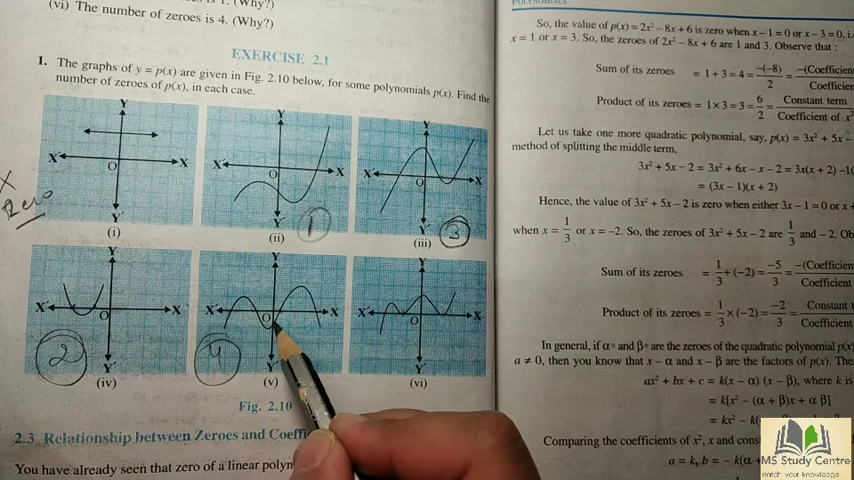 (vi) The number of zeroes is 4. (Why?)
EXERCISE 2.1
1. The graphs of y = p(x) are given in Fig. 2.10 below, for some polynomials p(x). Find the
number of zeroes of p(x), in each case.
Y
X′ O X
Y′
(i)
X
Zero
Y
X′ O X
Y′
(ii)
1
Y
X′ O X
Y′
(iii)
3
Y
X′ O X
Y′
(iv)
2
Y
X′ O X
Y′
(v)
4
Y
X′ O X
Y′
(vi)
Fig. 2.10
2.3 Relationship between Zeroes and
You have already seen that zero of a linear
POLYNOMIALS
So, the value of p(x) = 2x² – 8x + 6 is zero when x – 1 = 0 or x – 3 = 0,
x = 1 or x = 3. So, the zeroes of 2x² – 8x + 6 are 1 and 3. Observe that :
Sum of its zeroes = 1 + 3 = 4 = –(–8)/2 = –(Coefficient
Coefficien
Product of its zeroes = 1 × 3 = 3 = 6/2 = Constant term/Coefficient of x²
Let us take one more quadratic polynomial, say, p(x) = 3x² + 5x –
method of splitting the middle term,
3x² + 5x – 2 = 3x² + 6x – x – 2 = 3x(x + 2) –1(
= (3x – 1)(x + 2)
Hence, the value of 3x² + 5x – 2 is zero when either 3x – 1 = 0 or x +
when x = 1/3 or x = –2. So, the zeroes of 3x² + 5x – 2 are 1/3 and – 2. Ob
Sum of its zeroes = 1/3 + (–2) = –5/3 = –(Coefficien
Coefficient
Product of its zeroes = 1/3 × (–2) = –2/3 = Constant t
Coefficient
In general, if α* and β* are the zeroes of the quadratic polynomial p(x)
a ≠ 0, then you know that x – α and x – β are the factors of p(x). The
ax² + bx + c = k(x – α) (x – β), where k is
= k[x² – (α + β)x + α β]
= kx² – k(
Comparing the coefficients of x², x and cons
a = k, b = – k(α
MS Study Centre
enrich your knowledge